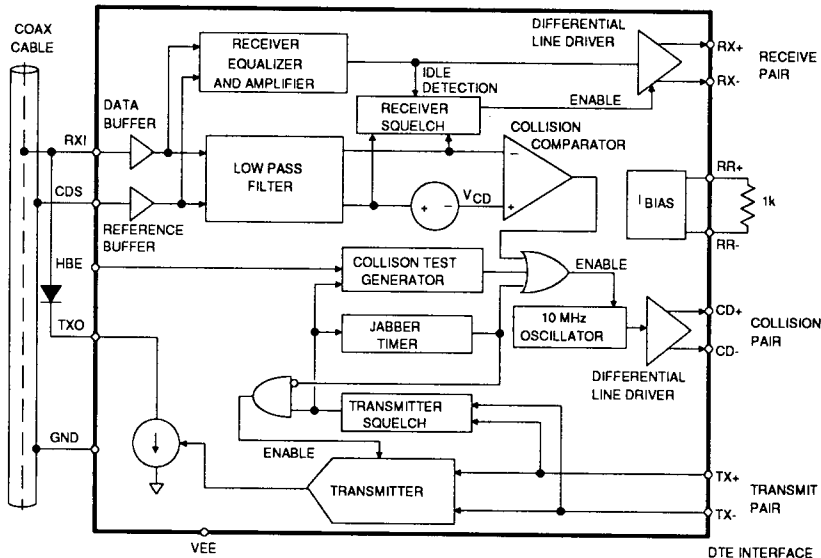 COAX
CABLE
DIFFERENTIAL
LINE DRIVER
RX+
RX-
RECEIVE
PAIR
RECEIVER
EQUALIZER
AND AMPLIFIER
IDLE
DETECTION
RECEIVER
SQUELCH
ENABLE
DATA
BUFFER
RXI
COLLISION
COMPARATOR
LOW PASS
FILTER
CDS
REFERENCE
BUFFER
+
-
VCD
-
+
RR+
I BIAS
1k
RR-
HBE
COLLISON TEST
GENERATOR
ENABLE
TXO
JABBER
TIMER
10 MHz
OSCILLATOR
CD+
CD-
COLLISION
PAIR
DIFFERENTIAL
LINE DRIVER
TRANSMITTER
SQUELCH
GND
ENABLE
TRANSMITTER
TX+
TX-
TRANSMIT
PAIR
VEE
DTE INTERFACE